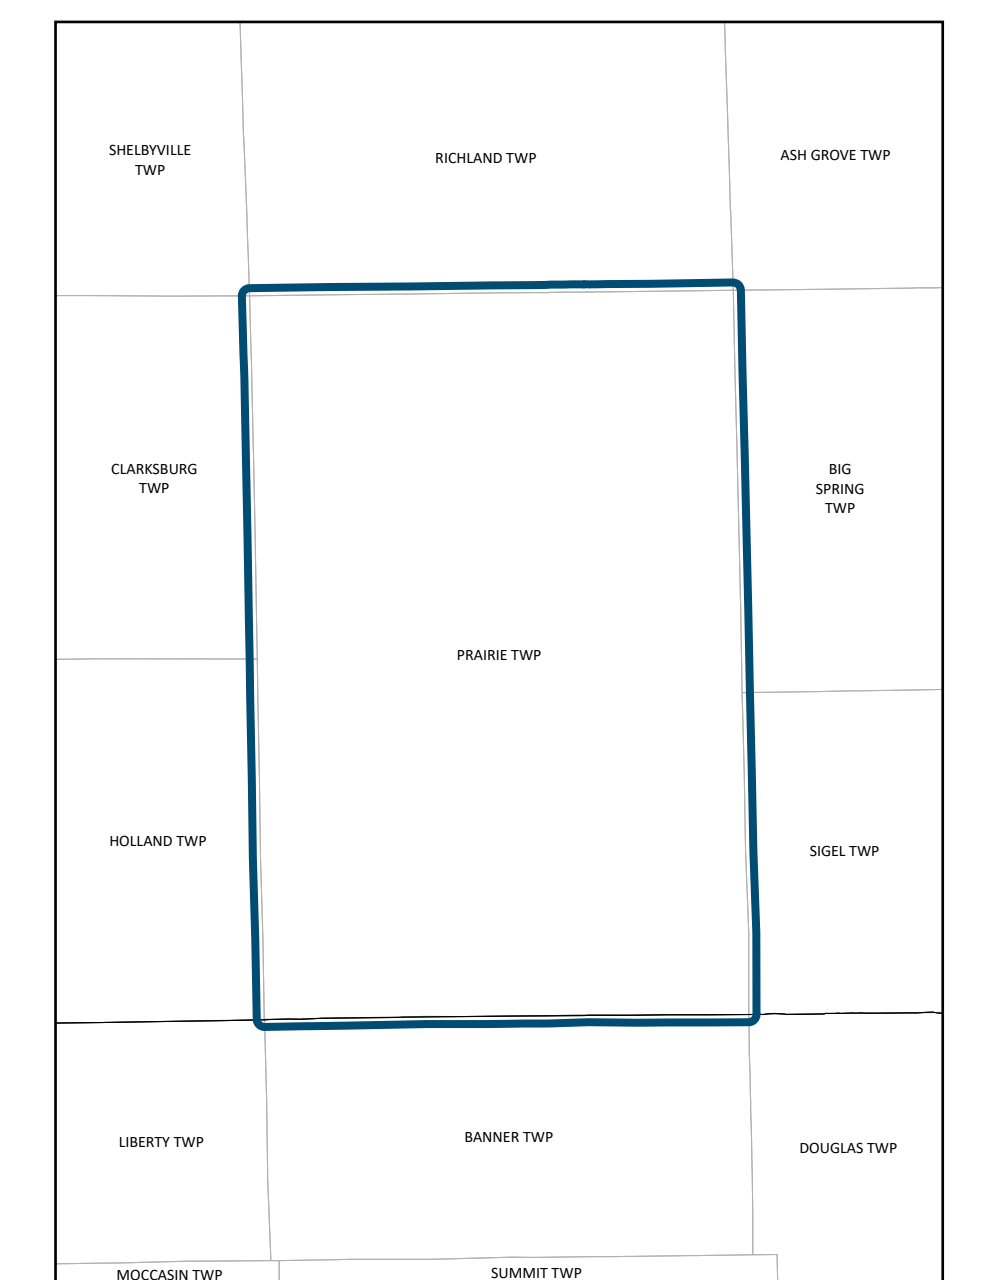 SHELBYVILLE
TWP
RICHLAND TWP
ASH GROVE TWP
CLARKSBURG
TWP
BIG
SPRING
TWP
PRAIRIE TWP
HOLLAND TWP
SIGEL TWP
LIBERTY TWP
BANNER TWP
DOUGLAS TWP
MOCCASIN TWP
SUMMIT TWP